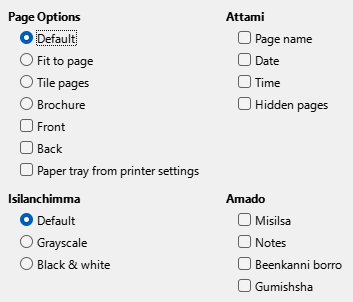 Page Options
Default
Fit to page
Tile pages
Brochure
Front
Back
Paper tray from printer settings
Attami
Page name
Date
Time
Hidden pages
Isilanchimma
Default
Grayscale
Black & white
Amado
Misilsa
Notes
Beenkanni borro
Gumishsha